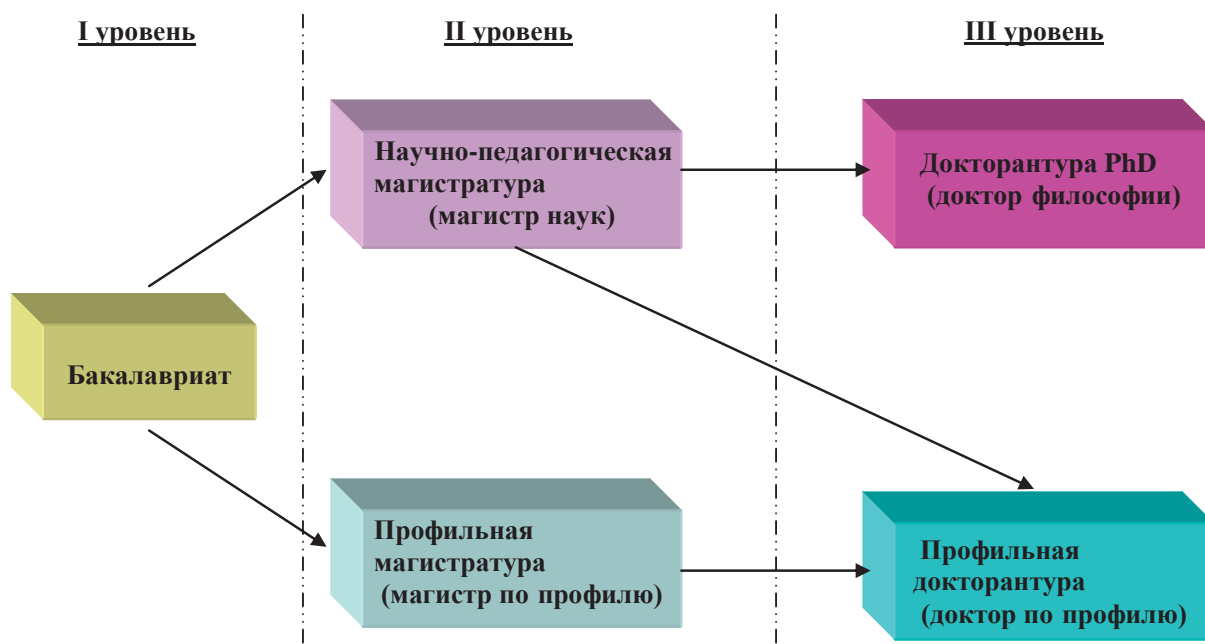 I уровень
II уровень
III уровень
Научно-педагогическая
магистратура
(магистр наук)
Докторантура PhD
(доктор философии)
Бакалавриат
Профильная
магистратура
(магистр по профилю)
Профильная
докторантура
(доктор по профилю)